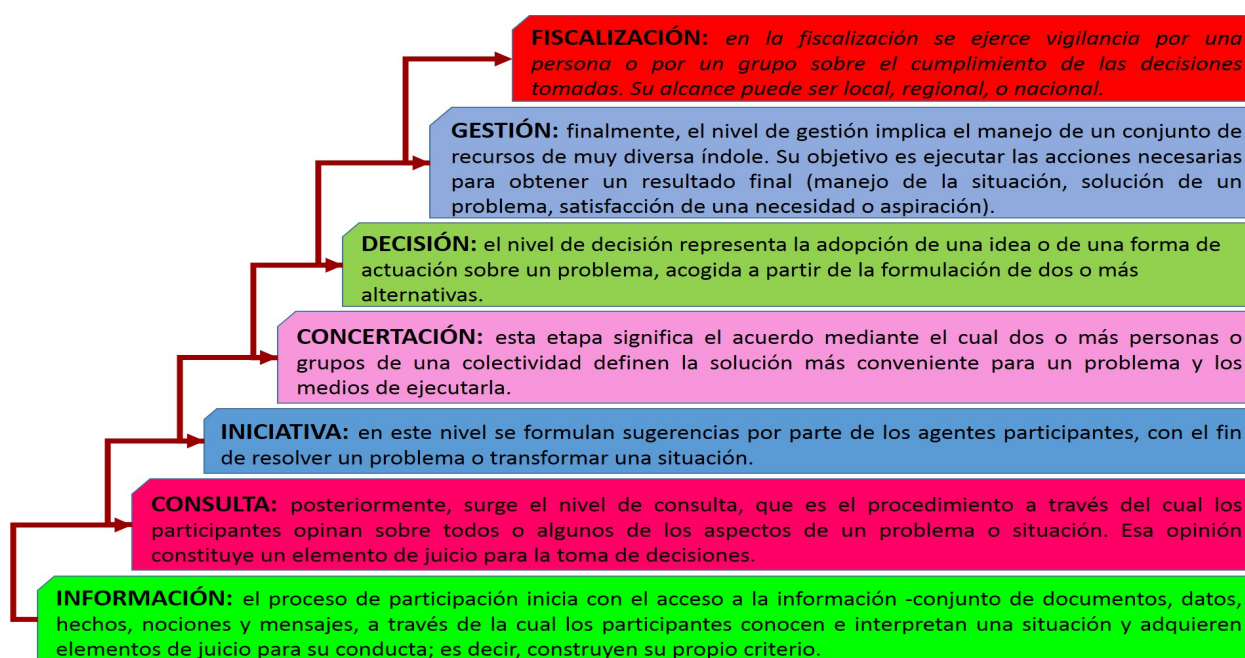 FISCALIZACIÓN: en la fiscalización se ejerce vigilancia por una
persona o por un grupo sobre el cumplimiento de las decisiones
tomadas. Su alcance puede ser local, regional, o nacional.
GESTIÓN: finalmente, el nivel de gestión implica el manejo de un conjunto de
recursos de muy diversa índole. Su objetivo es ejecutar las acciones necesarias
para obtener un resultado final (manejo de la situación, solución de un
problema, satisfacción de una necesidad o aspiración).
DECISIÓN: el nivel de decisión representa la adopción de una idea o de una forma de
actuación sobre un problema, acogida a partir de la formulación de dos o más
alternativas.
CONCERTACIÓN: esta etapa significa el acuerdo mediante el cual dos o más personas o
grupos de una colectividad definen la solución más conveniente para un problema y los
medios de ejecutarla.
INICIATIVA: en este nivel se formulan sugerencias por parte de los agentes participantes, con el fin
de resolver un problema o transformar una situación.
CONSULTA: posteriormente, surge el nivel de consulta, que es el procedimiento a través del cual los
participantes opinan sobre todos o algunos de los aspectos de un problema o situación. Esa opinión
constituye un elemento de juicio para la toma de decisiones.
INFORMACIÓN: el proceso de participación inicia con el acceso a la información -conjunto de documentos, datos,
hechos, nociones y mensajes, a través de la cual los participantes conocen e interpretan una situación y adquieren
elementos de juicio para su conducta; es decir, construyen su propio criterio.